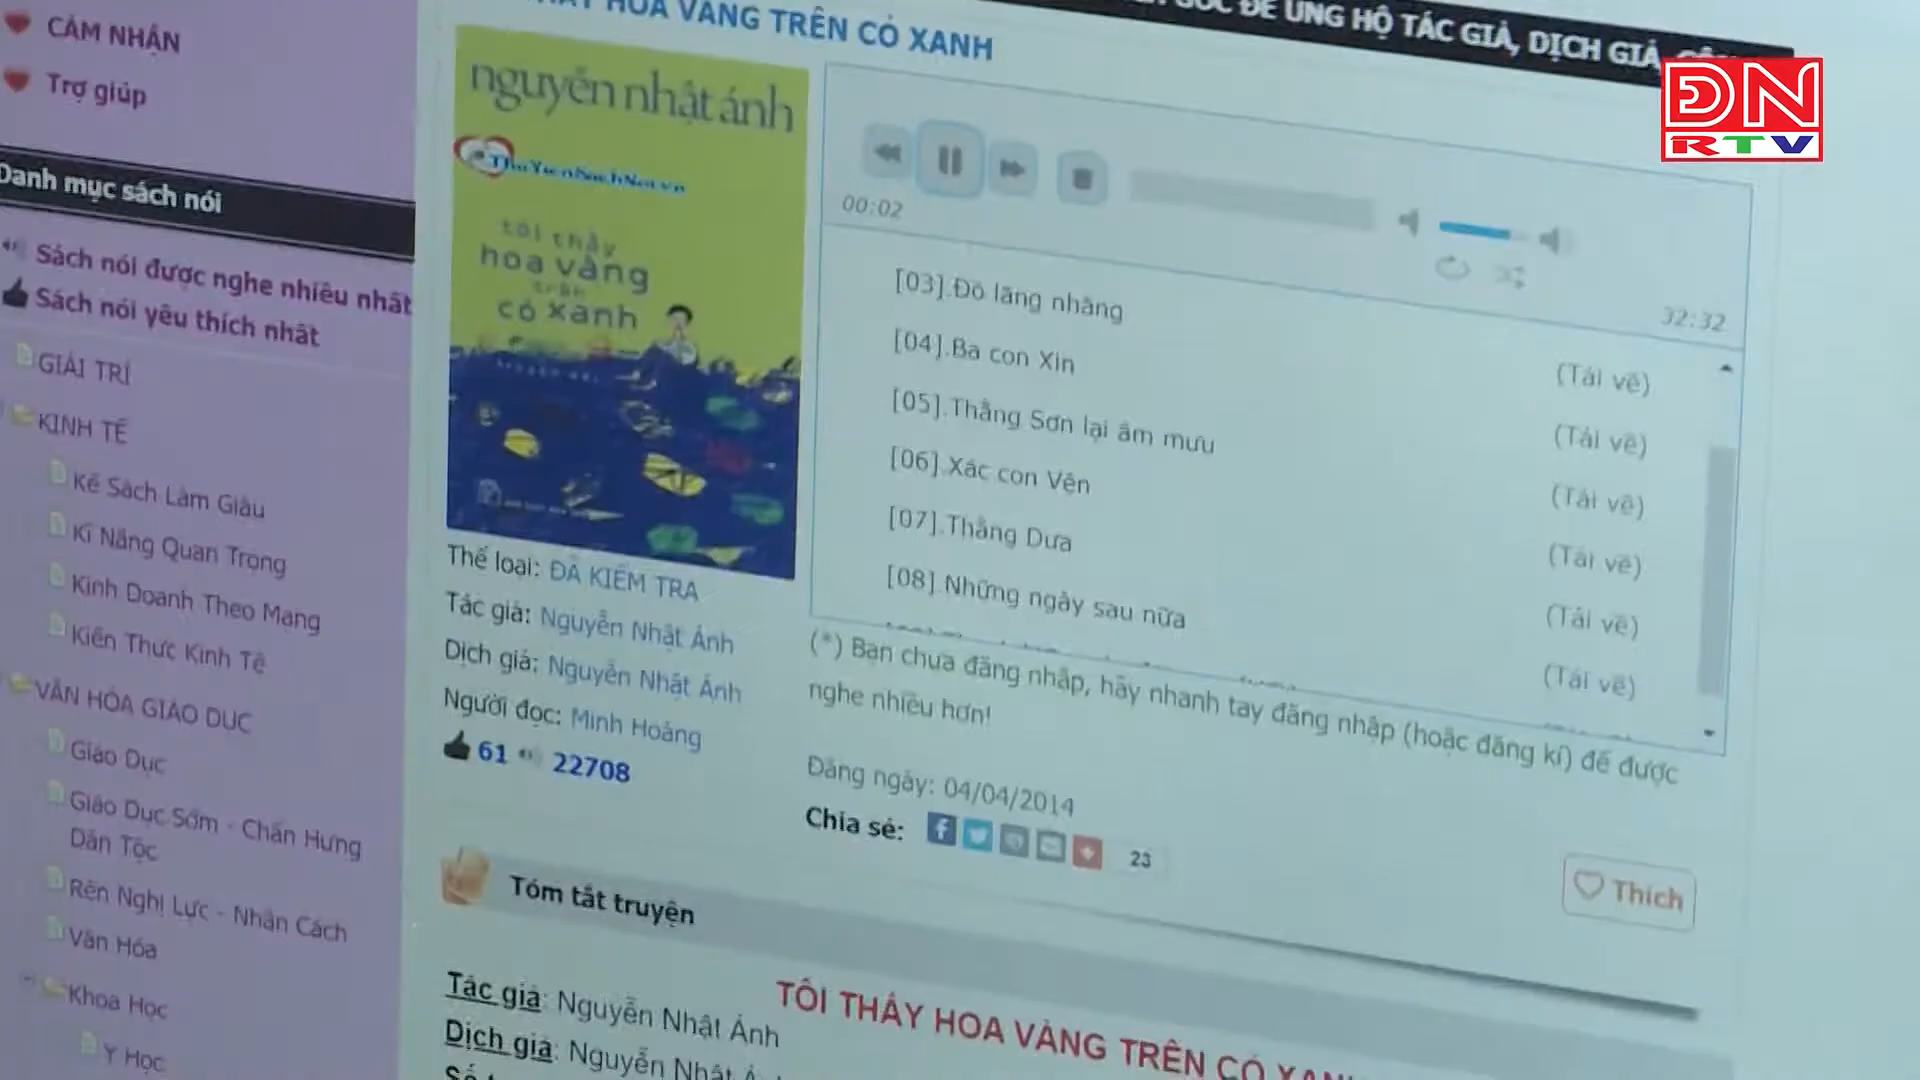 CẢM NHẬN
Trợ giúp
Danh mục sách nói
Sách nói được nghe nhiều nhất
Sách nói yêu thích nhất
GIẢI TRÍ
KINH TẾ
Kế Sách Làm Giàu
Kĩ Năng Quan Trọng
Kinh Doanh Theo Mạng
Kiến Thức Kinh Tế
VĂN HÓA GIÁO DỤC
Giáo Dục
Giáo Dục Sớm - Chấn Hưng
Dân Tộc
Rèn Nghị Lực - Nhân Cách
Văn Hóa
Khoa Học
Y Học
HOA VÀNG TRÊN CỎ XANH
ĐỂ ỦNG HỘ TÁC GIẢ, DỊCH GIẢ,
DN
RTV
nguyễn nhật ánh
ThuVienSachNoi.vn
tôi thấy
hoa vàng
trên
cỏ xanh
Thể loại: ĐÃ KIỂM TRA
Tác giả: Nguyễn Nhật Ánh
Dịch giả: Nguyễn Nhật Ánh
Người đọc: Minh Hoàng
61 22708
00:02
32:32
[03].Đò lăng nhăng
[04].Ba con Xin (Tải về)
[05].Thằng Sơn lại âm mưu (Tải về)
[06].Xác con Vện (Tải về)
[07].Thằng Dưa (Tải về)
[08].Những ngày sau nữa (Tải về)
(Tải về)
(*) Bạn chưa đăng nhập, hãy nhanh tay đăng nhập (hoặc đăng kí) để được
nghe nhiều hơn!
Đăng ngày: 04/04/2014
Chia sẻ: 23
Thích
Tóm tắt truyện
Tác giả: Nguyễn Nhật Ánh
Dịch giả: Nguyễn Nhật
TÔI THẤY HOA VÀNG TRÊN CỎ XANH